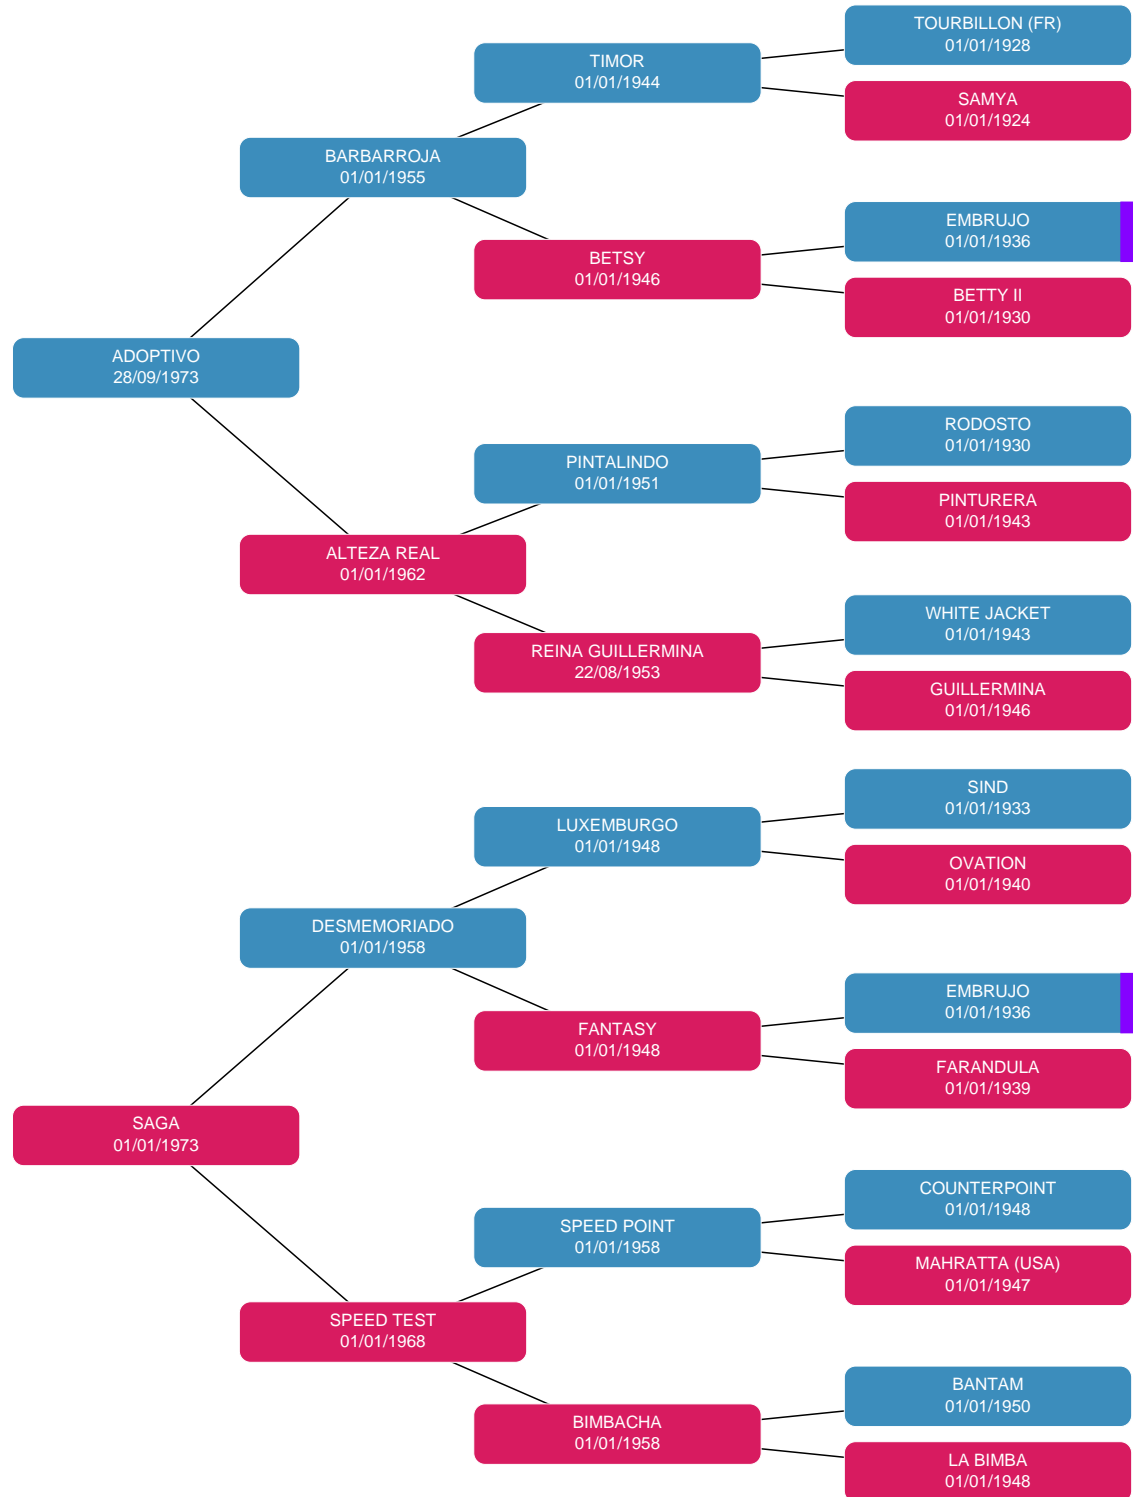 TOURBILLON (FR)
01/01/1928
TIMOR
01/01/1944
SAMYA
01/01/1924
BARBARROJA
01/01/1955
EMBRUJO
01/01/1936
BETSY
01/01/1946
BETTY II
01/01/1930
ADOPTIVO
28/09/1973
RODOSTO
01/01/1930
PINTALINDO
01/01/1951
PINTURERA
01/01/1943
ALTEZA REAL
01/01/1962
WHITE JACKET
01/01/1943
REINA GUILLERMINA
22/08/1953
GUILLERMINA
01/01/1946
SIND
01/01/1933
LUXEMBURGO
01/01/1948
OVATION
01/01/1940
DESMEMORIADO
01/01/1958
EMBRUJO
01/01/1936
FANTASY
01/01/1948
FARANDULA
01/01/1939
SAGA
01/01/1973
COUNTERPOINT
01/01/1948
SPEED POINT
01/01/1958
MAHRATTA (USA)
01/01/1947
SPEED TEST
01/01/1968
BANTAM
01/01/1950
BIMBACHA
01/01/1958
LA BIMBA
01/01/1948